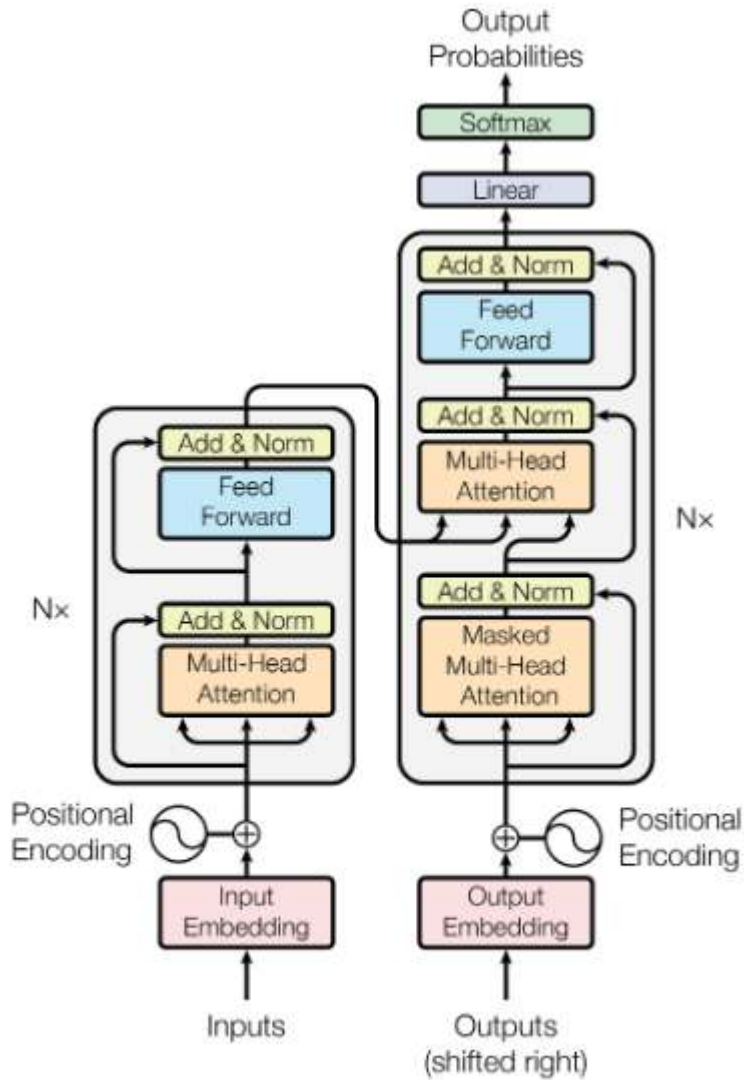 Output
Probabilities
Softmax
Linear
Add & Norm
Feed
Forward
Add & Norm
Multi-Head
Attention
Nx
Add & Norm
Masked
Multi-Head
Attention
Add & Norm
Feed
Forward
Nx
Add & Norm
Multi-Head
Attention
Positional
Encoding
Positional
Encoding
Input
Embedding
Output
Embedding
Inputs
Outputs
(shifted right)